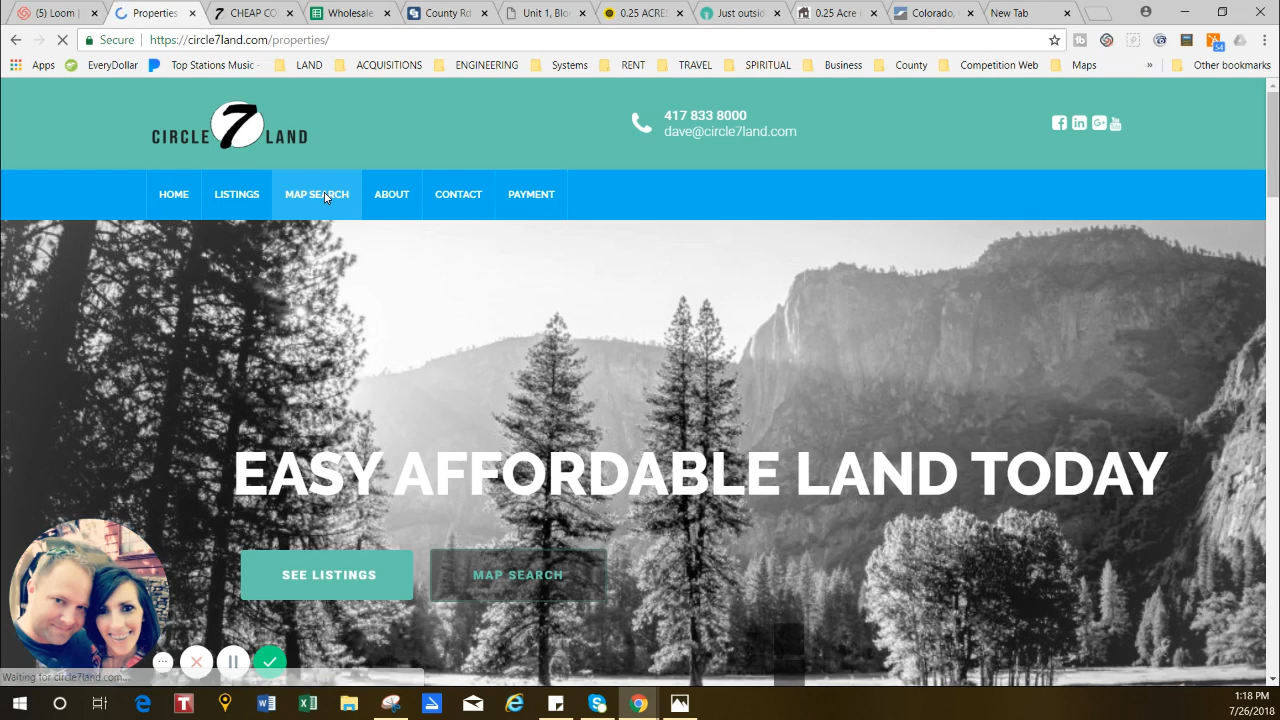 (5) Loom |
Properties
CHEAP CO
Wholesale
County Rd
Unit 1, Blo
0.25 ACRES
Just outsid
0.25 Acre
Colorado,
New Tab
Secure
https://circle7land.com/properties/
54
Apps
EveryDollar
Top Stations Music -
LAND
ACQUISITIONS
ENGINEERING
Systems
RENT
TRAVEL
SPIRITUAL
Business
County
Competition Web
Maps
»
Other bookmarks
CIRCLE 7 LAND
417 833 8000
dave@circle7land.com
HOME
LISTINGS
MAP SEARCH
ABOUT
CONTACT
PAYMENT
EASY AFFORDABLE LAND TODAY
SEE LISTINGS
MAP SEARCH
Waiting for circle7land.com...
1:18 PM
7/26/2018